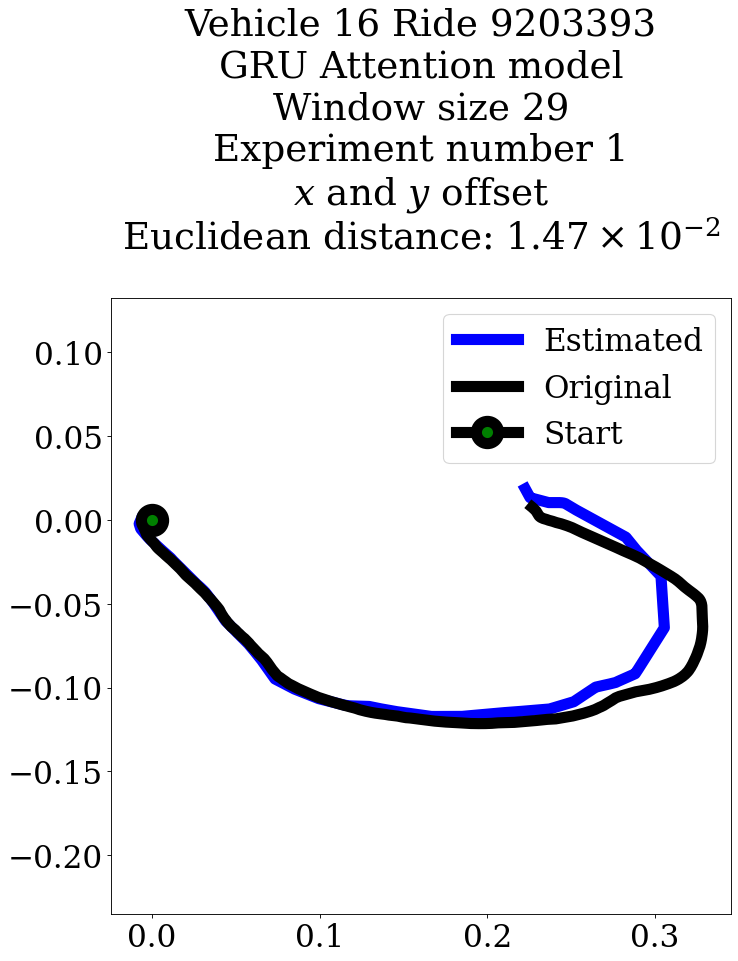 Vehicle 16 Ride 9203393
GRU Attention model
Window size 29
Experiment number 1
x and y offset
Euclidean distance: 1.47 × 10⁻²
Estimated
Original
Start
0.10
0.05
0.00
−0.05
−0.10
−0.15
−0.20
0.0 0.1 0.2 0.3